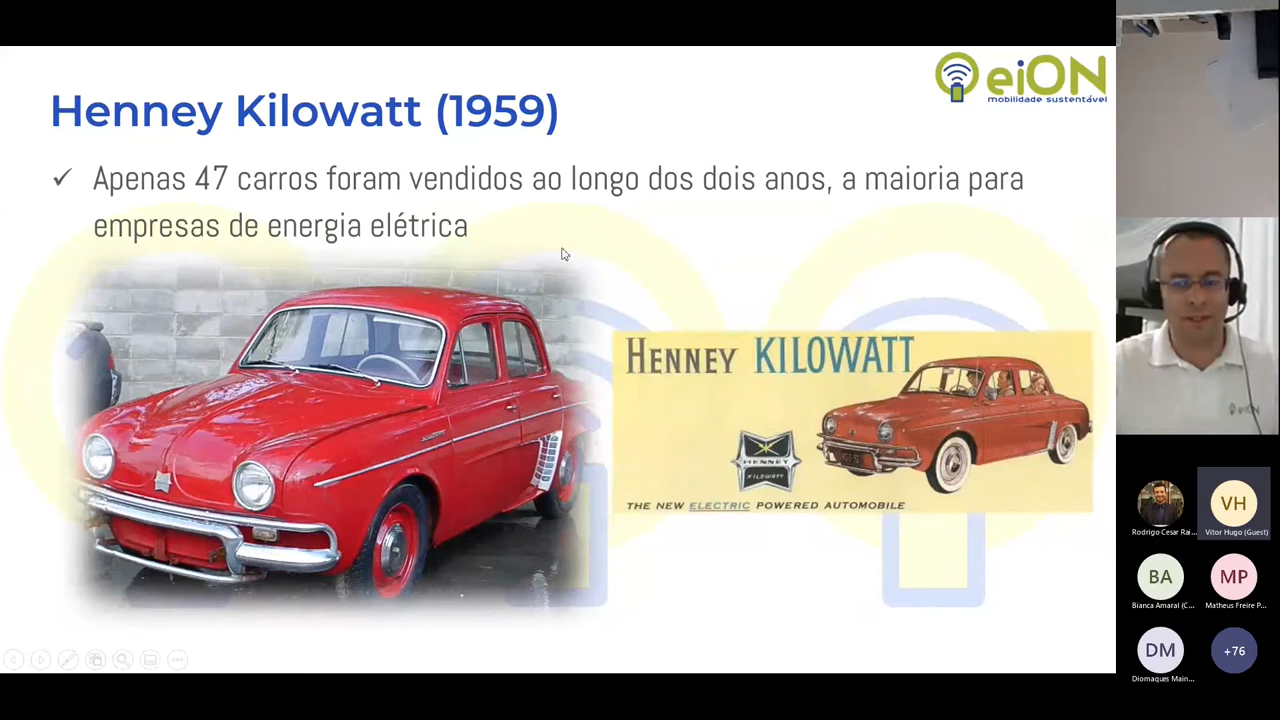 eiON
mobilidade sustentável
Henney Kilowatt (1959)
✓ Apenas 47 carros foram vendidos ao longo dos dois anos, a maioria para
empresas de energia elétrica
HENNEY KILOWATT
HENNEY
KILOWATT
THE NEW ELECTRIC POWERED AUTOMOBILE
eiON
Rodrigo Cesar Rai...
VH
Vitor Hugo (Guest)
BA
Bianca Amaral (C...
MP
Matheus Freire P...
DM
Diomaques Main...
+76